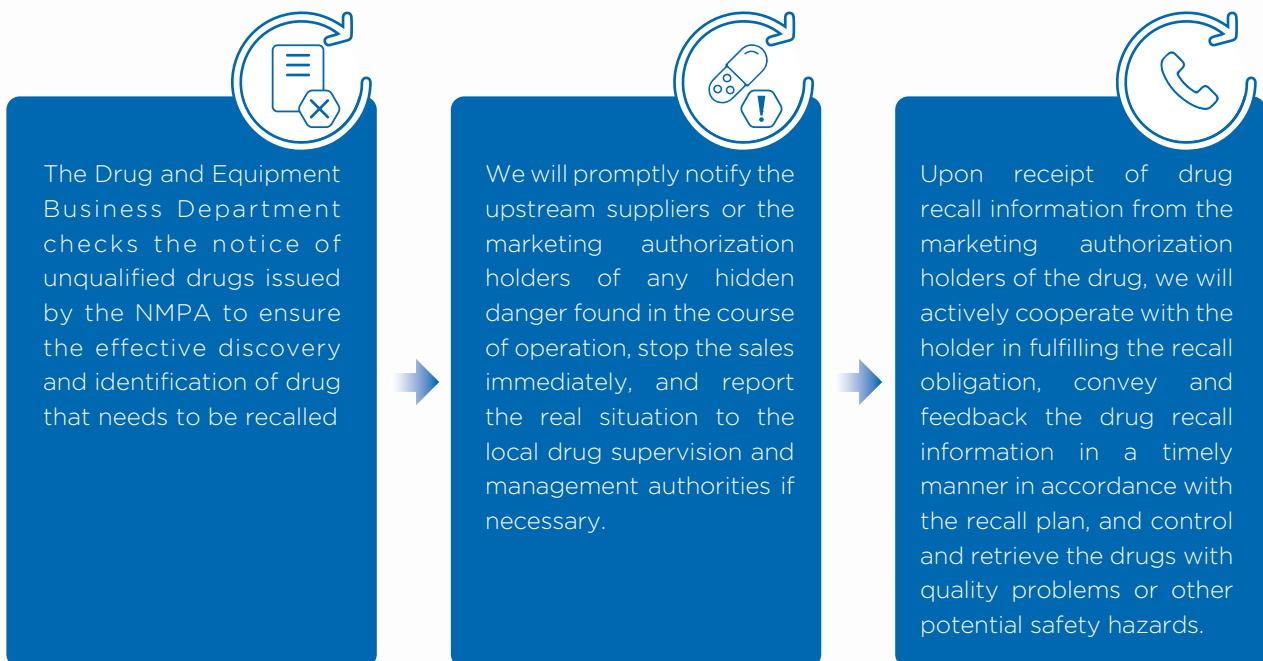 The Drug and Equipment
Business Department
checks the notice of
unqualified drugs issued
by the NMPA to ensure
the effective discovery
and identification of drug
that needs to be recalled
We will promptly notify the
upstream suppliers or the
marketing authorization
holders of any hidden
danger found in the course
of operation, stop the sales
immediately, and report
the real situation to the
local drug supervision and
management authorities if
necessary.
Upon receipt of drug
recall information from the
marketing authorization
holders of the drug, we will
actively cooperate with the
holder in fulfilling the recall
obligation, convey and
feedback the drug recall
information in a timely
manner in accordance with
the recall plan, and control
and retrieve the drugs with
quality problems or other
potential safety hazards.